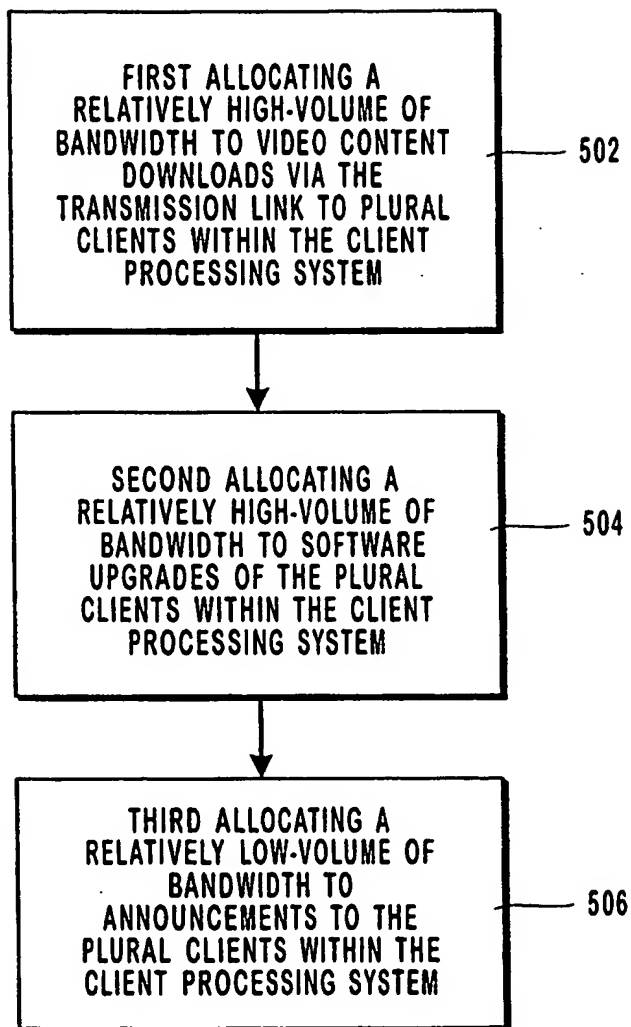 FIRST ALLOCATING A
RELATIVELY HIGH-VOLUME OF
BANDWIDTH TO VIDEO CONTENT
DOWNLOADS VIA THE
TRANSMISSION LINK TO PLURAL
CLIENTS WITHIN THE CLIENT
PROCESSING SYSTEM
502
SECOND ALLOCATING A
RELATIVELY HIGH-VOLUME OF
BANDWIDTH TO SOFTWARE
UPGRADES OF THE PLURAL
CLIENTS WITHIN THE CLIENT
PROCESSING SYSTEM
504
THIRD ALLOCATING A
RELATIVELY LOW-VOLUME OF
BANDWIDTH TO
ANNOUNCEMENTS TO THE
PLURAL CLIENTS WITHIN THE
CLIENT PROCESSING SYSTEM
506